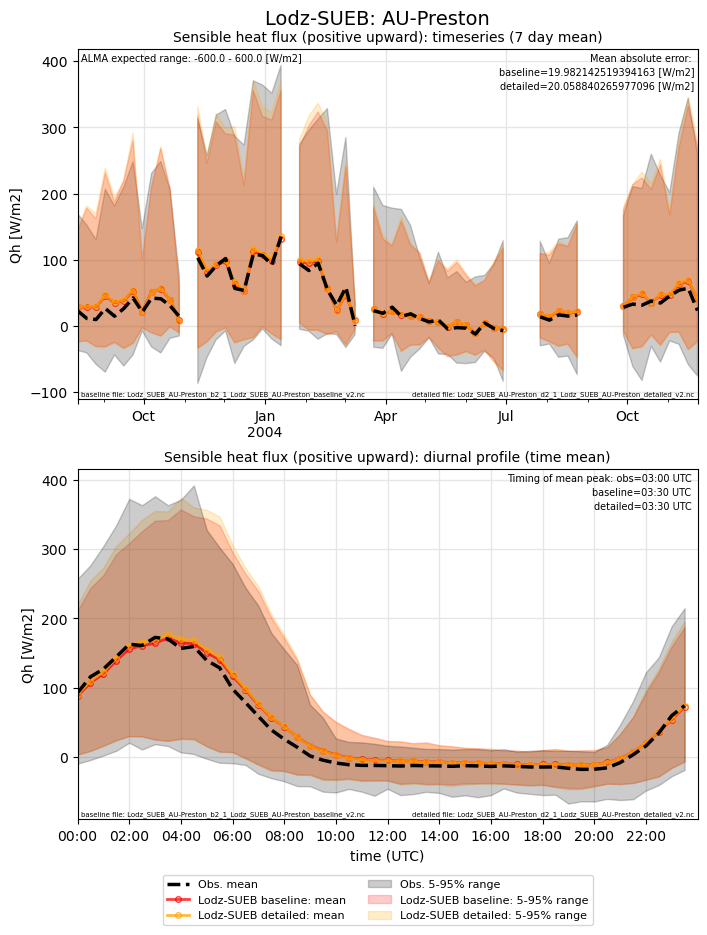 Lodz-SUEB: AU-Preston
Sensible heat flux (positive upward): timeseries (7 day mean)
ALMA expected range: -600.0 - 600.0 [W/m2]
Mean absolute error:
baseline=19.982142519394163 [W/m2]
detailed=20.058840265977096 [W/m2]
400
300
200
100
0
−100
Qh [W/m2]
baseline file: Lodz_SUEB_AU-Preston_b2_1_Lodz_SUEB_AU-Preston_baseline_v2.nc
detailed file: Lodz_SUEB_AU-Preston_d2_1_Lodz_SUEB_AU-Preston_detailed_v2.nc
Oct Jan Apr Jul Oct
2004
Sensible heat flux (positive upward): diurnal profile (time mean)
Timing of mean peak: obs=03:00 UTC
baseline=03:30 UTC
detailed=03:30 UTC
400
300
200
100
0
Qh [W/m2]
baseline file: Lodz_SUEB_AU-Preston_b2_1_Lodz_SUEB_AU-Preston_baseline_v2.nc
detailed file: Lodz_SUEB_AU-Preston_d2_1_Lodz_SUEB_AU-Preston_detailed_v2.nc
00:00 02:00 04:00 06:00 08:00 10:00 12:00 14:00 16:00 18:00 20:00 22:00
time (UTC)
Obs. mean
Lodz-SUEB baseline: mean
Lodz-SUEB detailed: mean
Obs. 5-95% range
Lodz-SUEB baseline: 5-95% range
Lodz-SUEB detailed: 5-95% range